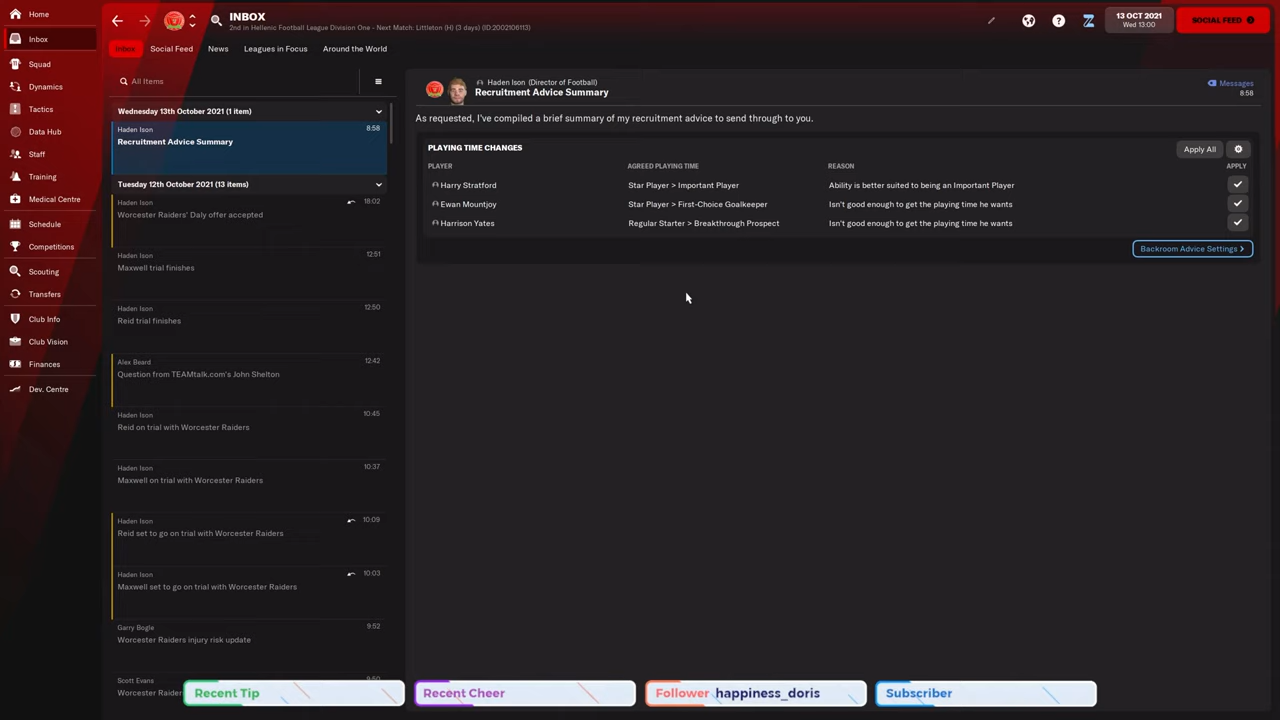 Home
Inbox
Squad
Dynamics
Tactics
Data Hub
Staff
Training
Medical Centre
Schedule
Competitions
Scouting
Transfers
Club Info
Club Vision
Finances
Dev. Centre
INBOX
2nd in Hellenic Football League Division One - Next Match: Littleton (H) (3 days) (ID:2002106113)
13 OCT 2021
Wed 13:00
SOCIAL FEED
Inbox
Social Feed
News
Leagues in Focus
Around the World
All Items
Wednesday 13th October 2021 (1 item)
Haden Ison 8:58
Recruitment Advice Summary
Tuesday 12th October 2021 (13 items)
Haden Ison 18:02
Worcester Raiders' Daly offer accepted
Haden Ison 12:51
Maxwell trial finishes
Haden Ison 12:50
Reid trial finishes
Alex Beard 12:42
Question from TEAMtalk.com's John Shelton
Haden Ison 10:45
Reid on trial with Worcester Raiders
Haden Ison 10:37
Maxwell on trial with Worcester Raiders
Haden Ison 10:09
Reid set to go on trial with Worcester Raiders
Haden Ison 10:03
Maxwell set to go on trial with Worcester Raiders
Garry Bogle 9:52
Worcester Raiders injury risk update
Scott Evans 9:50
Worcester Raiders
Haden Ison (Director of Football)
Recruitment Advice Summary
Messages
8:58
As requested, I've compiled a brief summary of my recruitment advice to send through to you.
PLAYING TIME CHANGES
Apply All
PLAYER AGREED PLAYING TIME REASON APPLY
Harry Stratford Star Player > Important Player Ability is better suited to being an Important Player
Ewan Mountjoy Star Player > First-Choice Goalkeeper Isn't good enough to get the playing time he wants
Harrison Yates Regular Starter > Breakthrough Prospect Isn't good enough to get the playing time he wants
Backroom Advice Settings >
Recent Tip
Recent Cheer
Follower happiness_doris
Subscriber